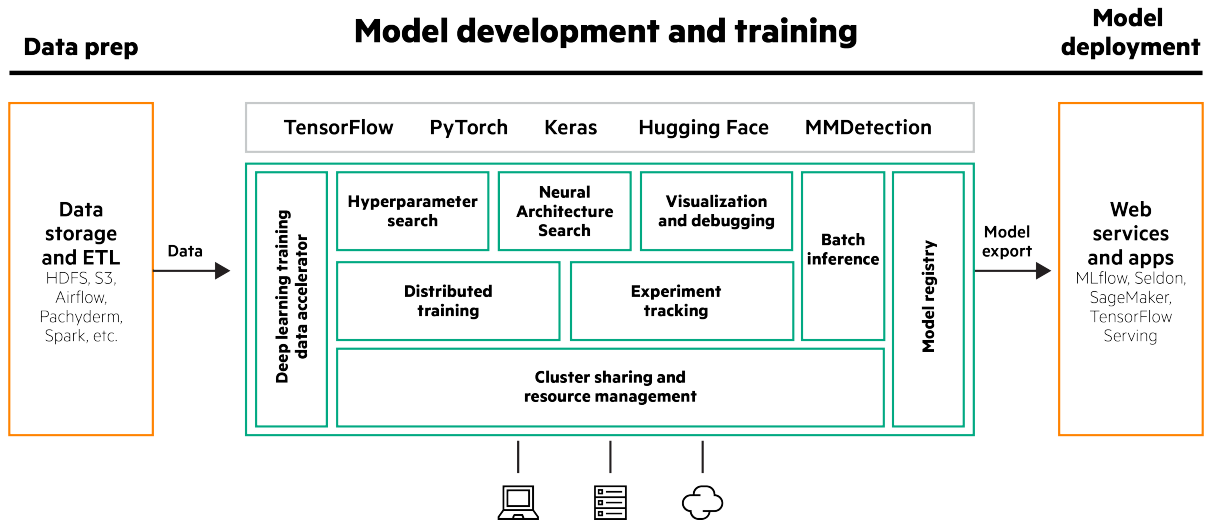 Data prep
Model development and training
Model
deployment
Data
storage
and ETL
HDFS, S3,
Airflow,
Pachyderm,
Spark, etc.
Data
TensorFlow PyTorch Keras Hugging Face MMDetection
Deep learning training
data accelerator
Hyperparameter
search
Neural
Architecture
Search
Visualization
and debugging
Distributed
training
Experiment
tracking
Batch
inference
Cluster sharing and
resource management
Model registry
Model
export
Web
services
and apps
MLflow, Seldon,
SageMaker,
TensorFlow
Serving